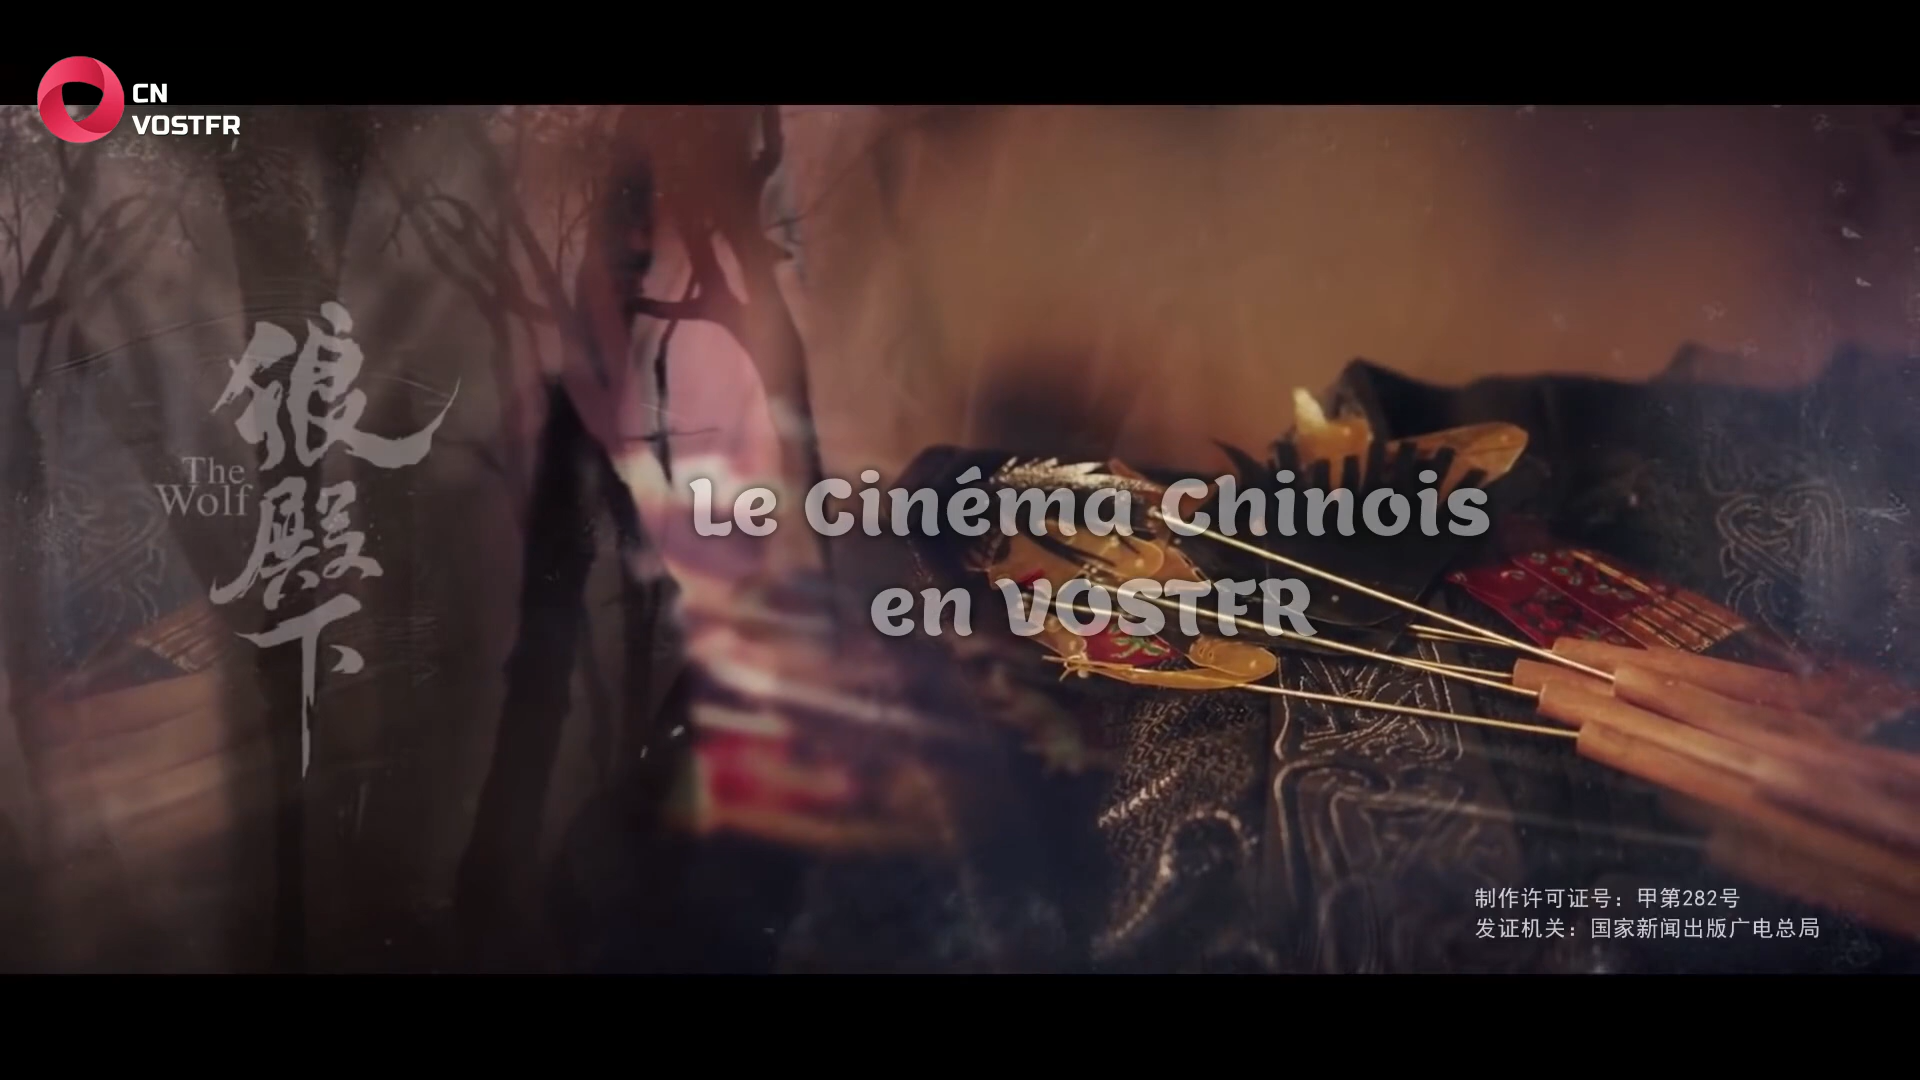 CN
VOSTFR
狼殿下
The
Wolf
Le Cinéma Chinois
en VOSTFR
制作许可证号：甲第282号
发证机关：国家新闻出版广电总局